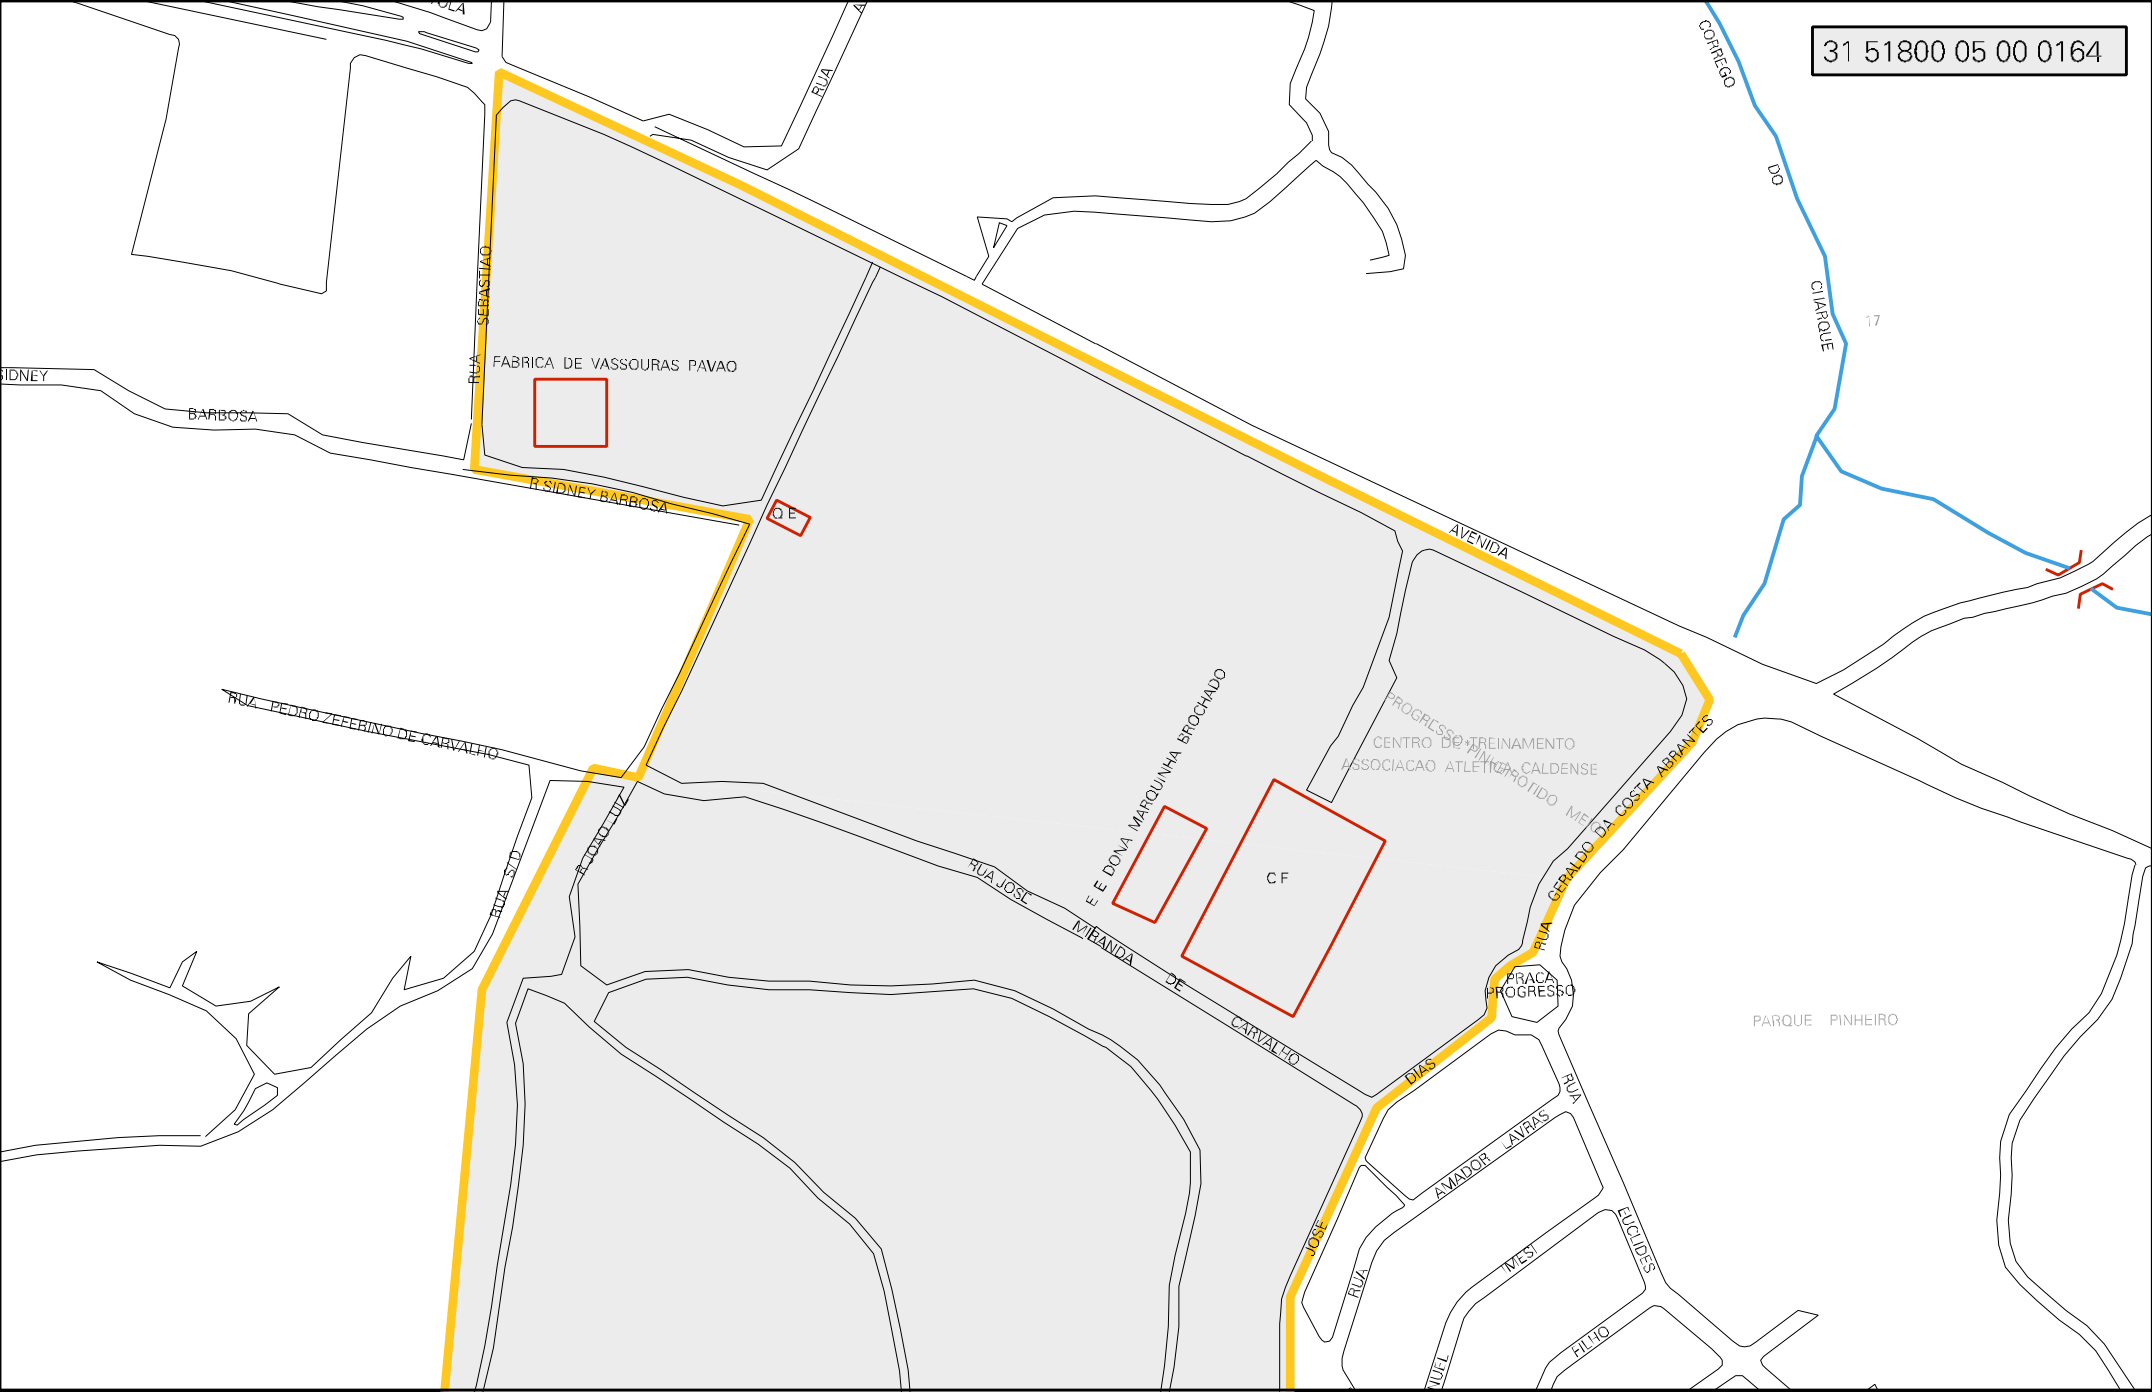 31 51800 05 00 0164
CORREGO
DO
CHARQUE
17
RUA
RUA SEBASTIAO
FABRICA DE VASSOURAS PAVAO
SIDNEY
BARBOSA
R SIDNEY BARBOSA
Q E
AVENIDA
RUA PEDRO ZEFERINO DE CARVALHO
R JOAO JUIZ
RUA S/D
RUA JOSE
MIRANDA
DE
CARVALHO
E E DONA MARQUINHA BROCHADO
C F
CENTRO DE TREINAMENTO
ASSOCIACAO ATLETICA CALDENSE
RUA GERALDO DA COSTA ABRANTES
PRACA
PROGRESSO
PARQUE PINHEIRO
DIAS
JOSE
RUA
EUCLIDES
AMADOR LAVRAS
RUA
FILHO